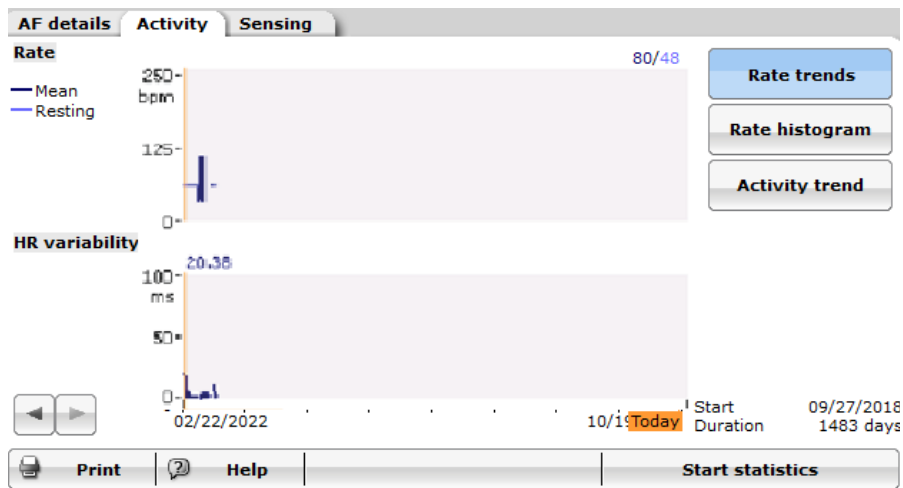 AF details Activity Sensing
Rate
80/48
Mean
Resting
250
bpm
125
0
Rate trends
Rate histogram
Activity trend
HR variability
20.38
100
ms
50
0
02/22/2022
Today
Start 09/27/2018
Duration 1483 days
Print Help Start statistics